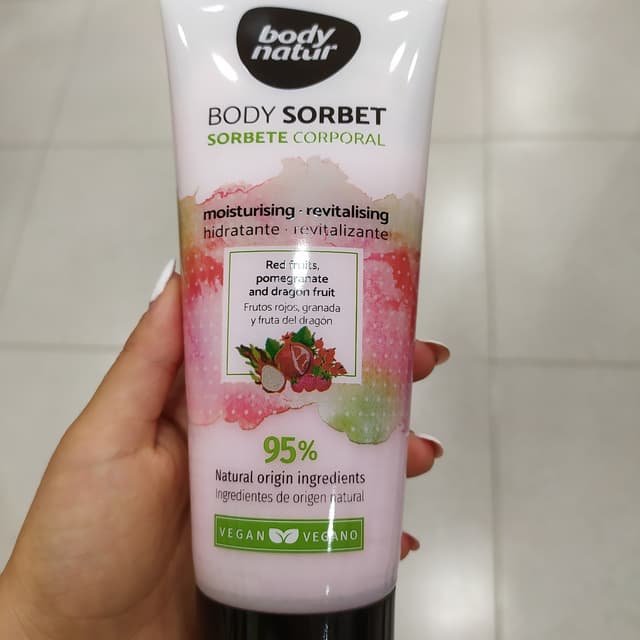 body
natur
BODY SORBET
SORBETE CORPORAL
moisturising · revitalising
hidratante · revitalizante
Red fruits,
pomegranate
and dragon fruit
Frutos rojos, granada
y fruta del dragón
95%
Natural origin ingredients
Ingredientes de origen natural
VEGAN VEGANO